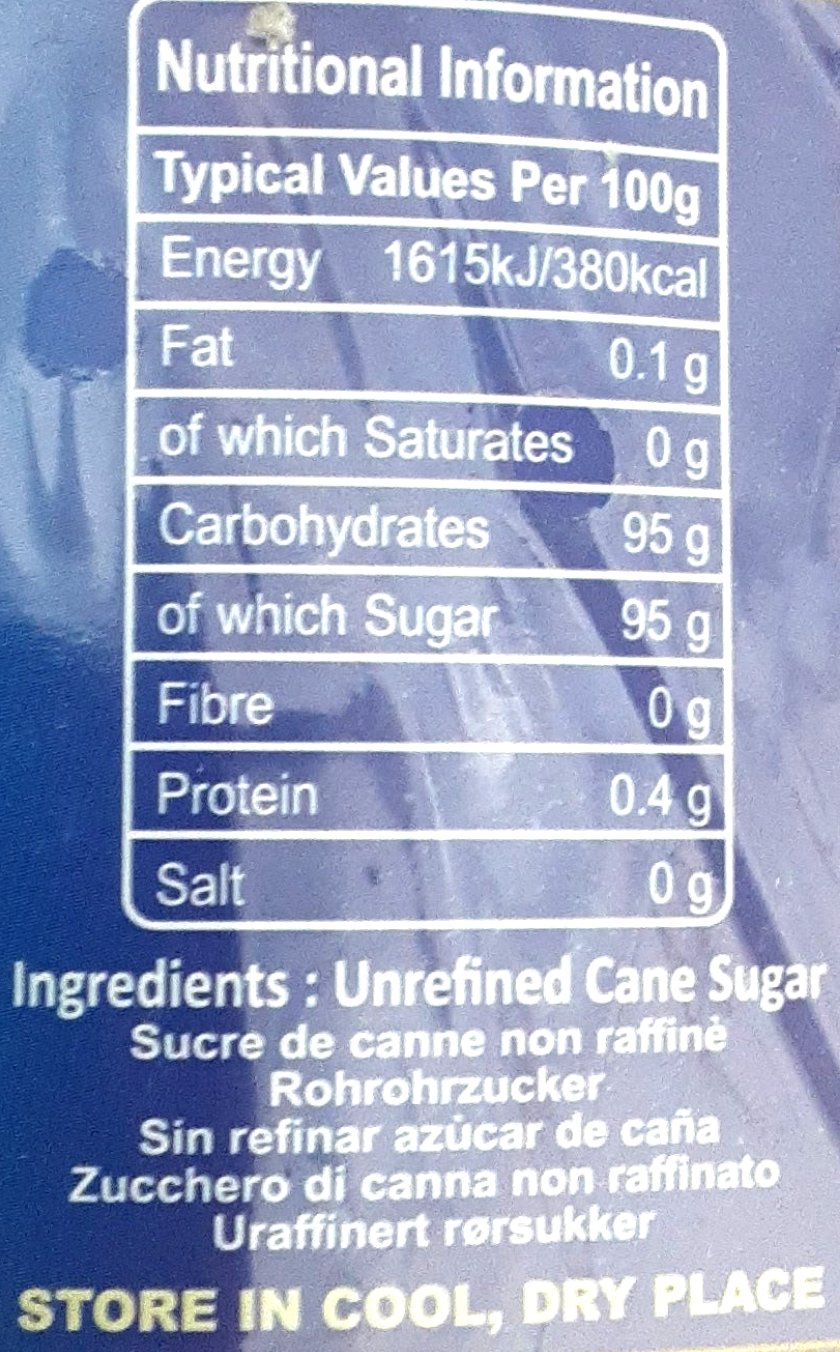 Nutritional Information
Typical Values Per 100g
Energy 1615kJ/380kcal
Fat 0.1 g
of which Saturates 0 g
Carbohydrates 95 g
of which Sugar 95 g
Fibre 0 g
Protein 0.4 g
Salt 0 g
Ingredients : Unrefined Cane Sugar
Sucre de canne non raffinè
Rohrohrzucker
Sin refinar azúcar de caña
Zucchero di canna non raffinato
Uraffinert rørsukker
STORE IN COOL, DRY PLACE